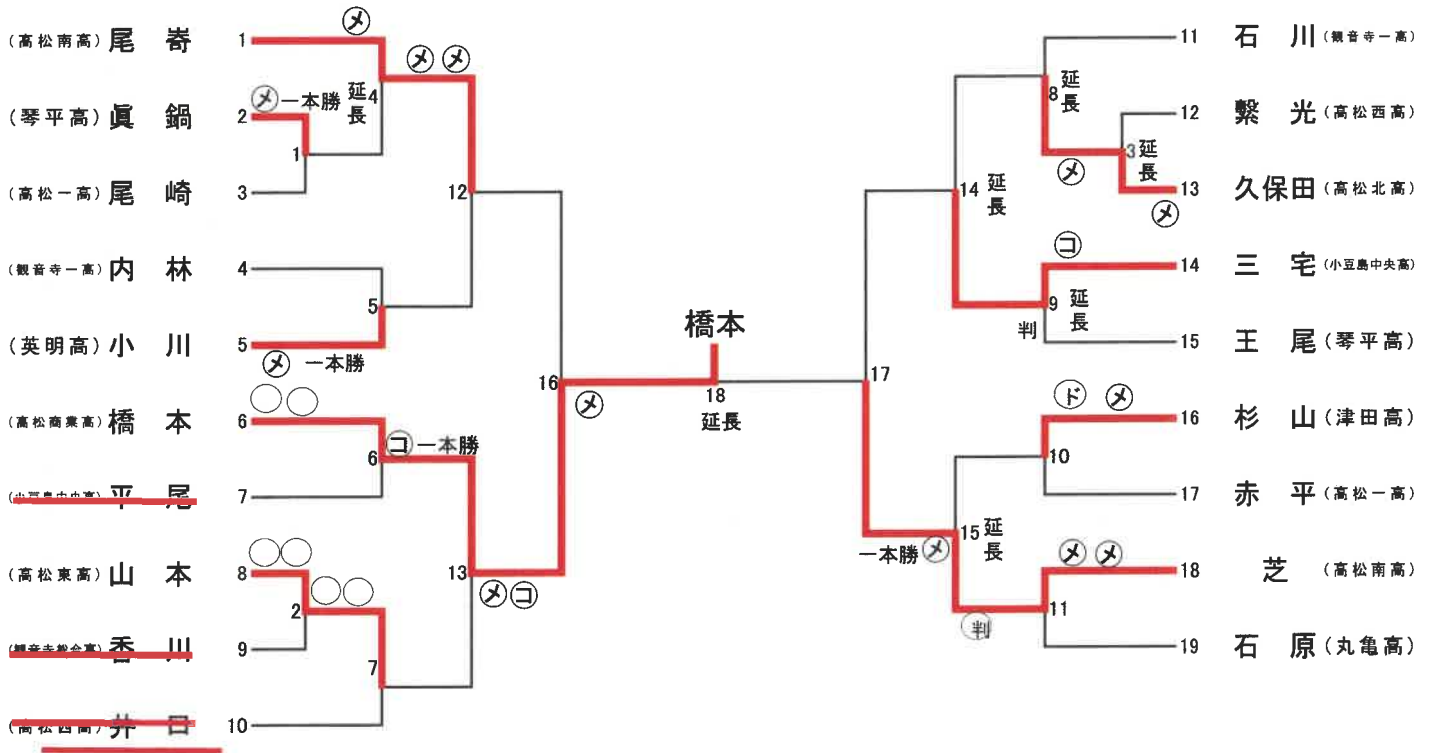 (高松南高) 尾 嵜 1 メ
メ メ
(琴平高) 眞 鍋 2 メ 一本勝
延長 4
1
(高松一高) 尾 崎 3
12
(観音寺一高) 内 林 4
5
(英明高) 小 川 5
メ 一本勝
16
メ
(高松商業高) 橋 本 6
6 コ 一本勝
平 尾 7
(高松東高) 山 本 8
13
メ コ
2
香 川 9
7
10
橋本
18
延長
11 石 川 (観音寺一高)
8 延長
12 繋 光 (高松西高)
3 延長
メ
13 久保田 (高松北高)
メ
14 延長
コ
14 三 宅 (小豆島中央高)
9 延長
判
15 王 尾 (琴平高)
17
ド メ
16 杉 山 (津田高)
10
17 赤 平 (高松一高)
15 延長
一本勝 メ
メ メ
18 芝 (高松南高)
11
判
19 石 原 (丸亀高)